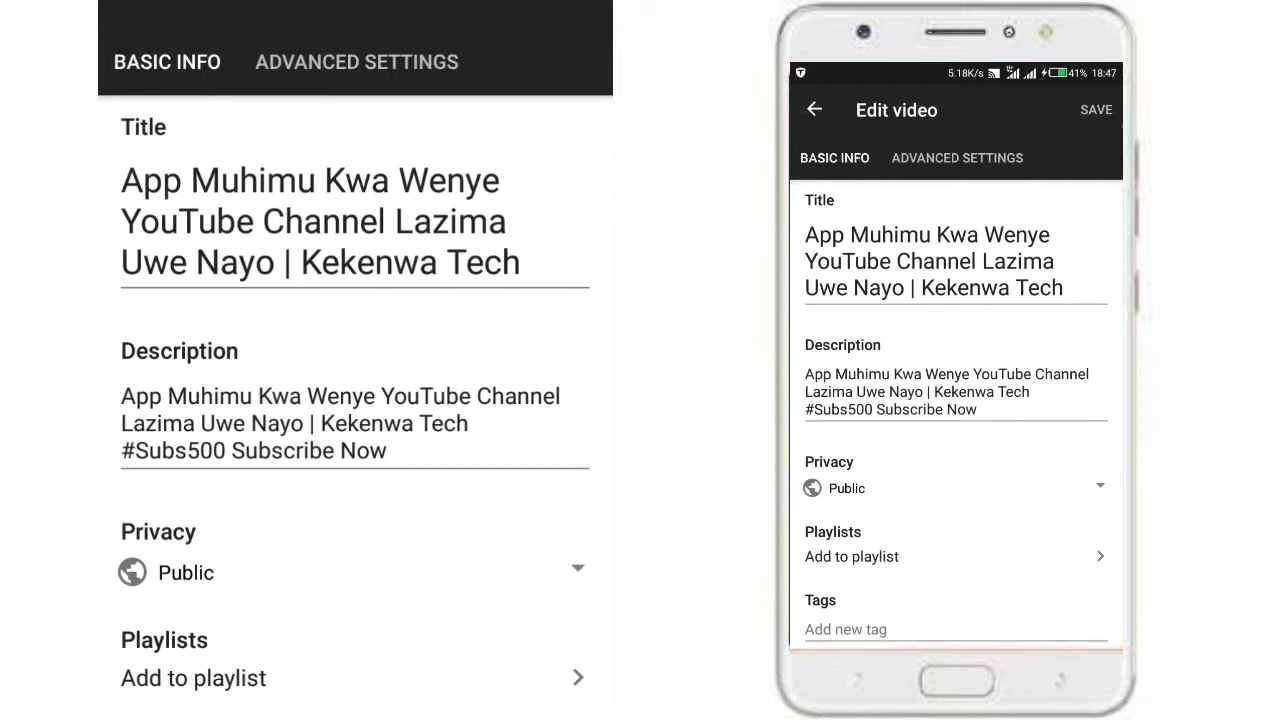 BASIC INFO ADVANCED SETTINGS
Title
App Muhimu Kwa Wenye
YouTube Channel Lazima
Uwe Nayo | Kekenwa Tech
Description
App Muhimu Kwa Wenye YouTube Channel
Lazima Uwe Nayo | Kekenwa Tech
#Subs500 Subscribe Now
Privacy
Public
Playlists
Add to playlist
5.18K/s 41% 18:47
Edit video SAVE
BASIC INFO ADVANCED SETTINGS
Title
App Muhimu Kwa Wenye
YouTube Channel Lazima
Uwe Nayo | Kekenwa Tech
Description
App Muhimu Kwa Wenye YouTube Channel
Lazima Uwe Nayo | Kekenwa Tech
#Subs500 Subscribe Now
Privacy
Public
Playlists
Add to playlist
Tags
Add new tag